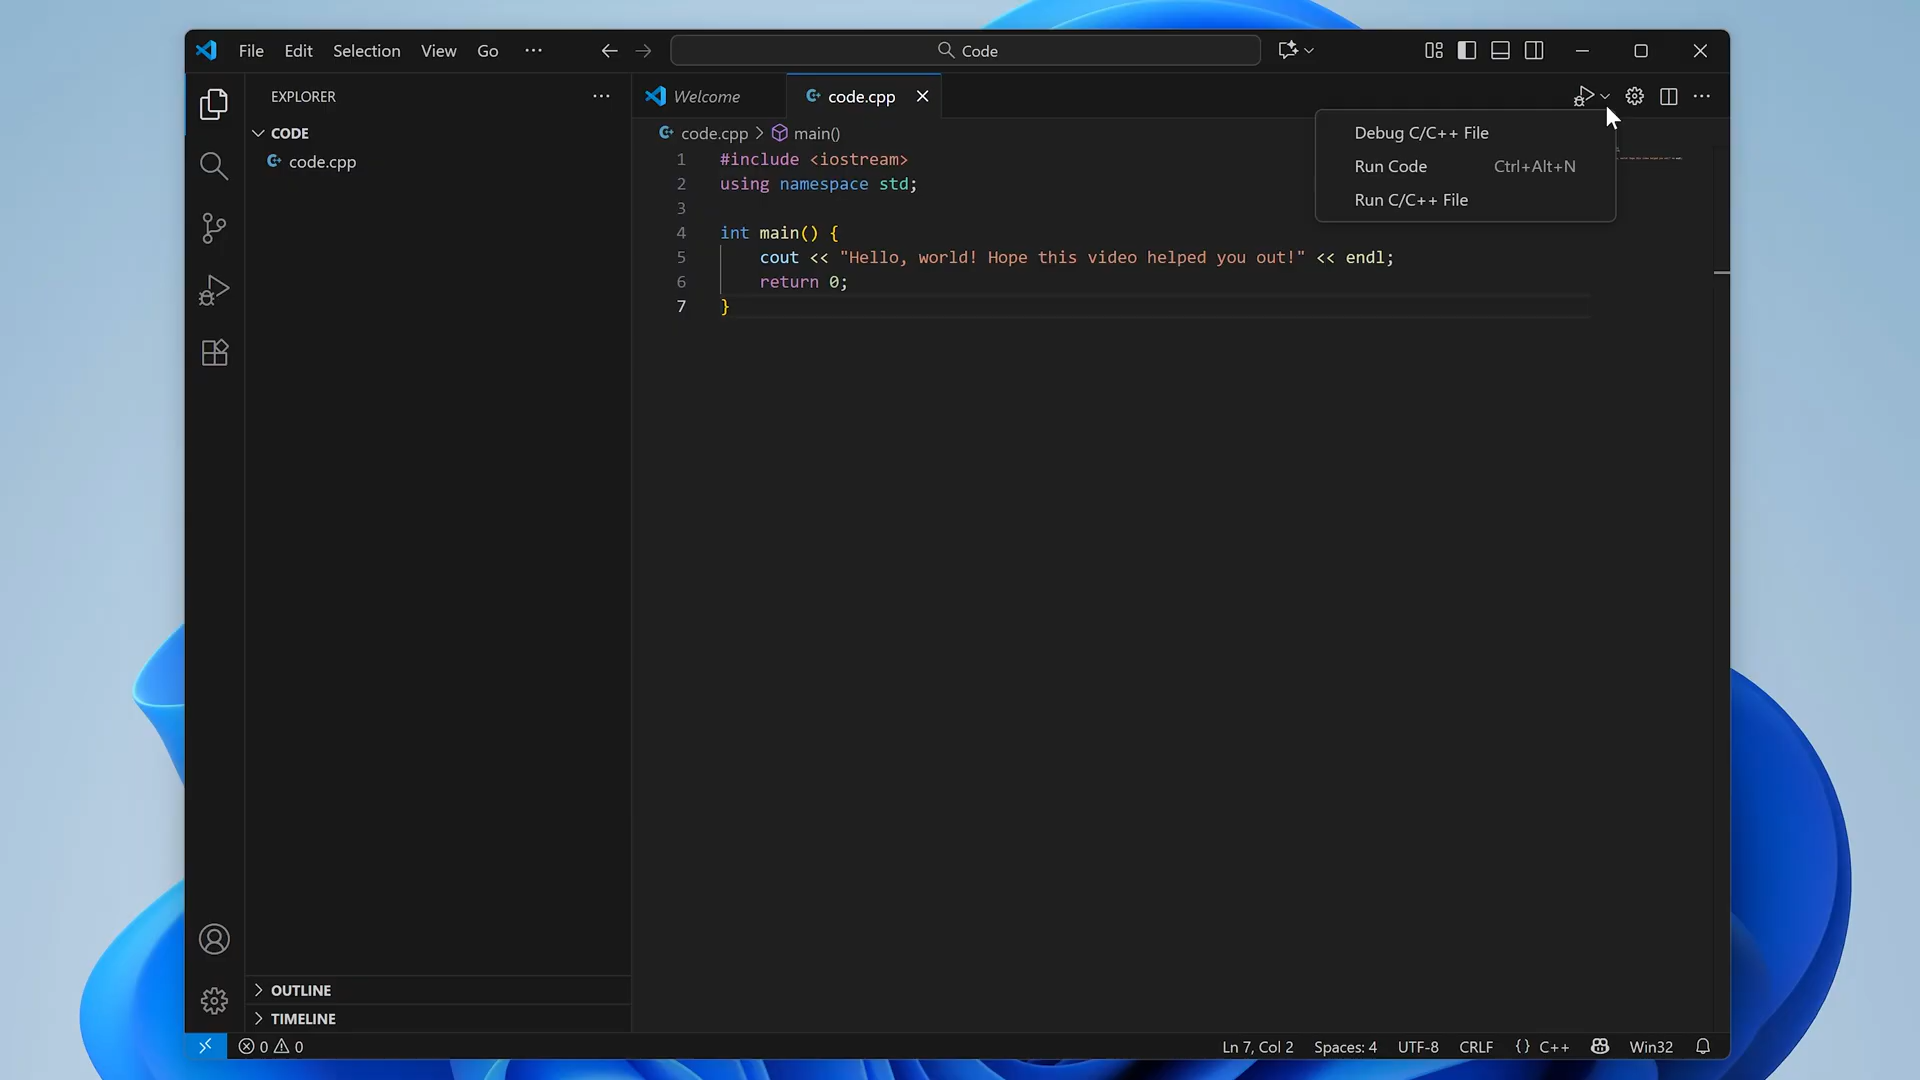 File Edit Selection View Go
Code
EXPLORER
Welcome
code.cpp
CODE
code.cpp
code.cpp > main()
Debug C/C++ File
Run Code Ctrl+Alt+N
Run C/C++ File
1 #include <iostream>
2 using namespace std;
3
4 int main() {
5 cout << "Hello, world! Hope this video helped you out!" << endl;
6 return 0;
7 }
OUTLINE
TIMELINE
0 0
Ln 7, Col 2 Spaces: 4 UTF-8 CRLF {} C++ Win32